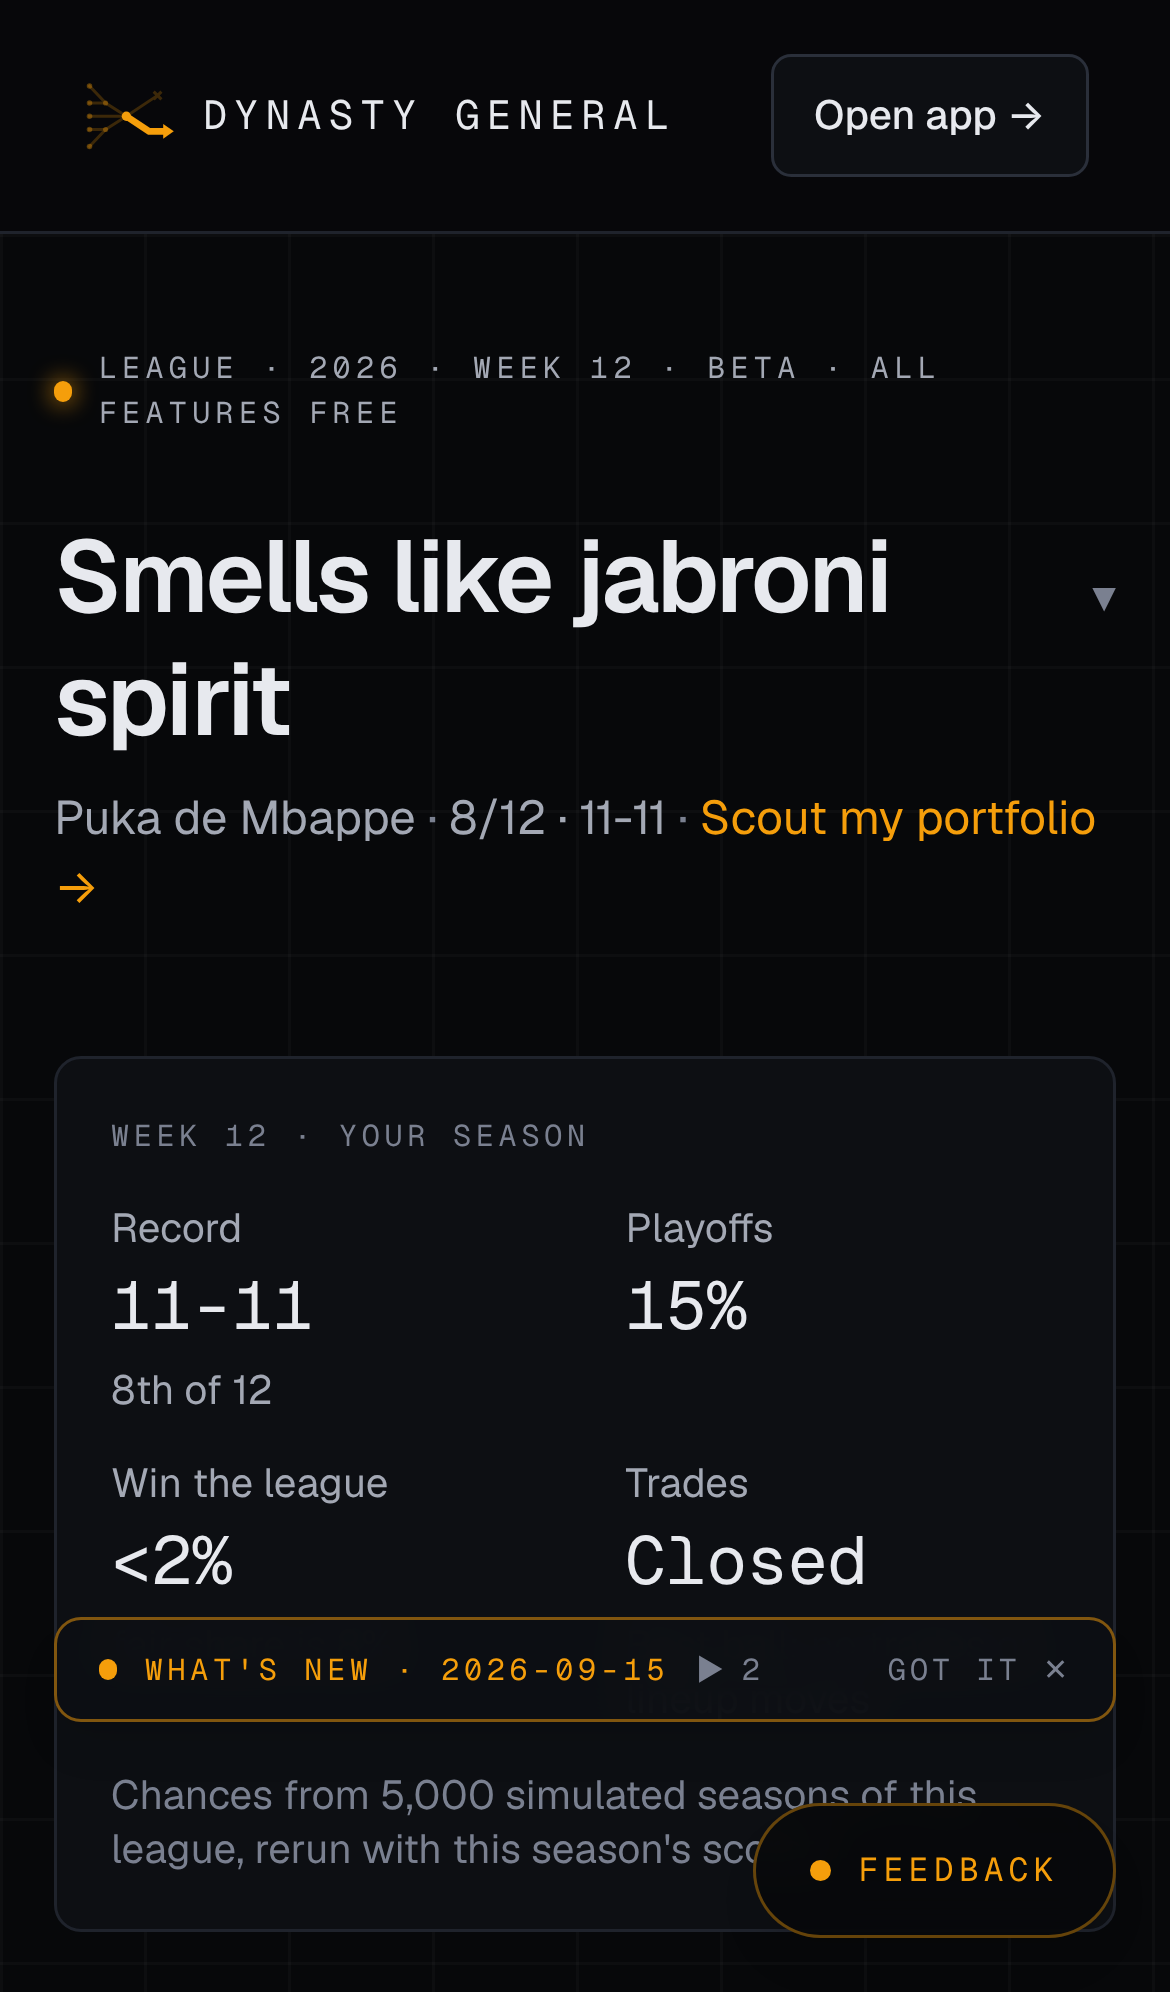 DYNASTY GENERAL
Open app →
LEAGUE · 2026 · WEEK 12 · BETA · ALL
FEATURES FREE
Smells like jabroni
spirit
▼
Puka de Mbappe · 8/12 · 11-11 · Scout my portfolio
→
WEEK 12 · YOUR SEASON
Record
Playoffs
11-11
15%
8th of 12
Win the league
Trades
<2%
Closed
WHAT'S NEW · 2026-09-15 ▶ 2
GOT IT ×
lineup moves
Chances from 5,000 simulated seasons of this
league, rerun with this season's
FEEDBACK